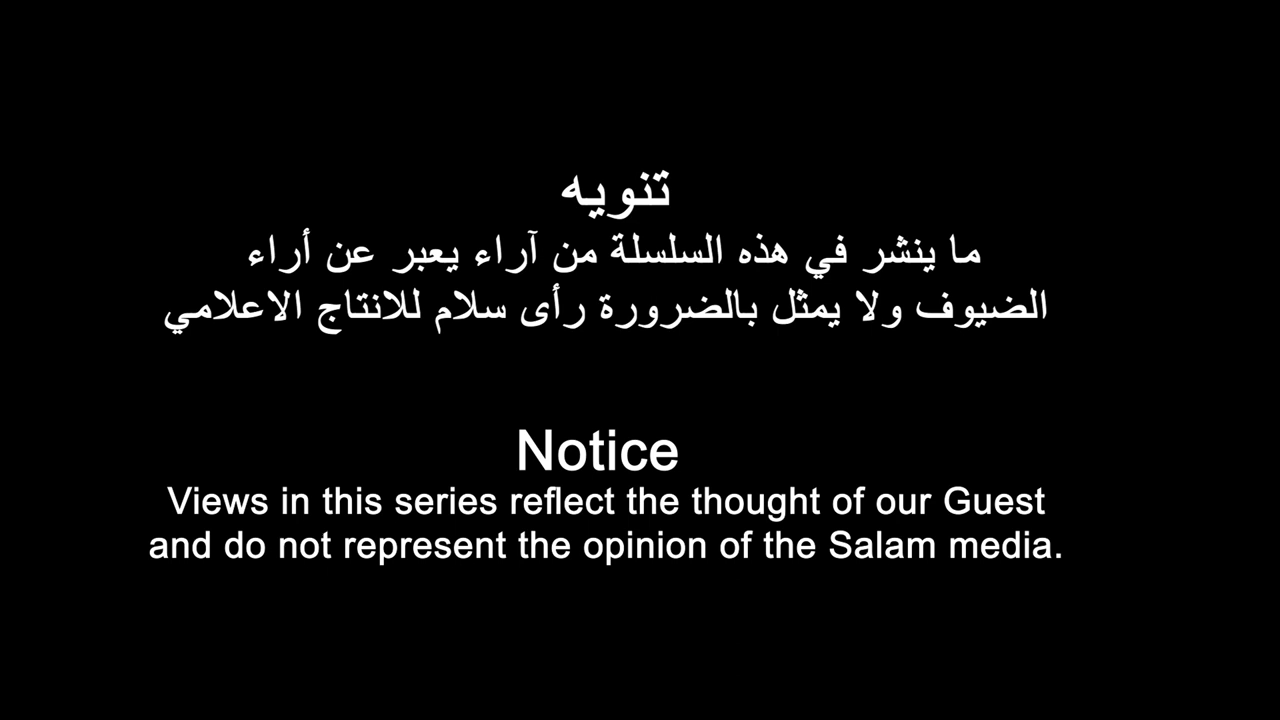 تنويه
ما ينشر في هذه السلسلة من آراء يعبر عن أراء
الضيوف ولا يمثل بالضرورة رأى سلام للانتاج الاعلامي
Notice
Views in this series reflect the thought of our Guest
and do not represent the opinion of the Salam media.